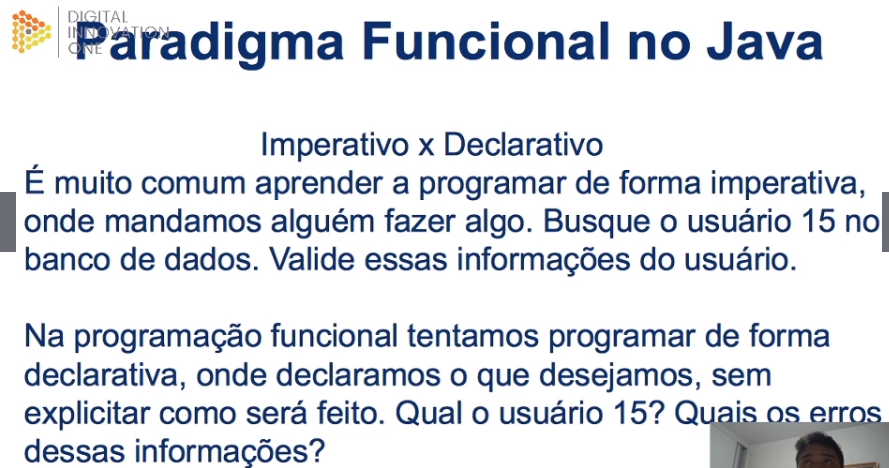 DIGITAL
INNOVATION
ONE
Paradigma Funcional no Java
Imperativo x Declarativo
É muito comum aprender a programar de forma imperativa,
onde mandamos alguém fazer algo. Busque o usuário 15 no
banco de dados. Valide essas informações do usuário.
Na programação funcional tentamos programar de forma
declarativa, onde declaramos o que desejamos, sem
explicitar como será feito. Qual o usuário 15? Quais os erros
dessas informações?